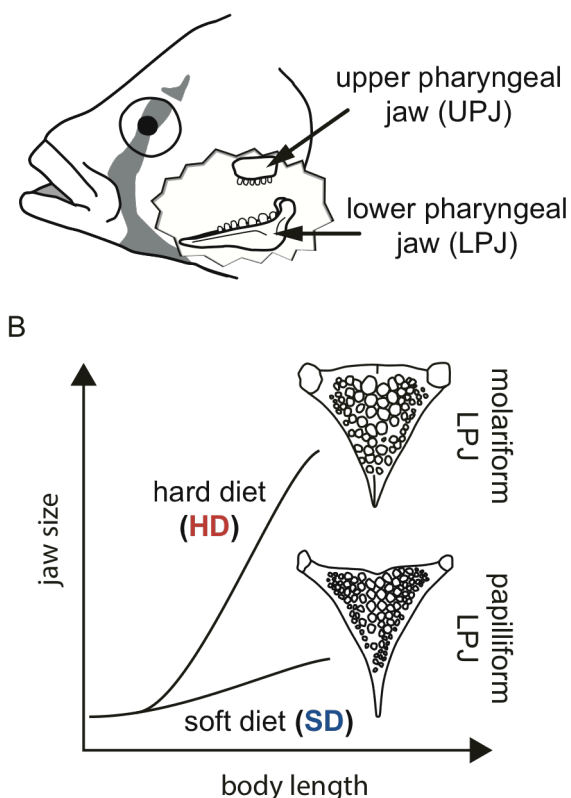 upper pharyngeal
jaw (UPJ)
lower pharyngeal
jaw (LPJ)
B
molariform
LPJ
hard diet
(HD)
jaw size
papilliform
LPJ
soft diet (SD)
body length